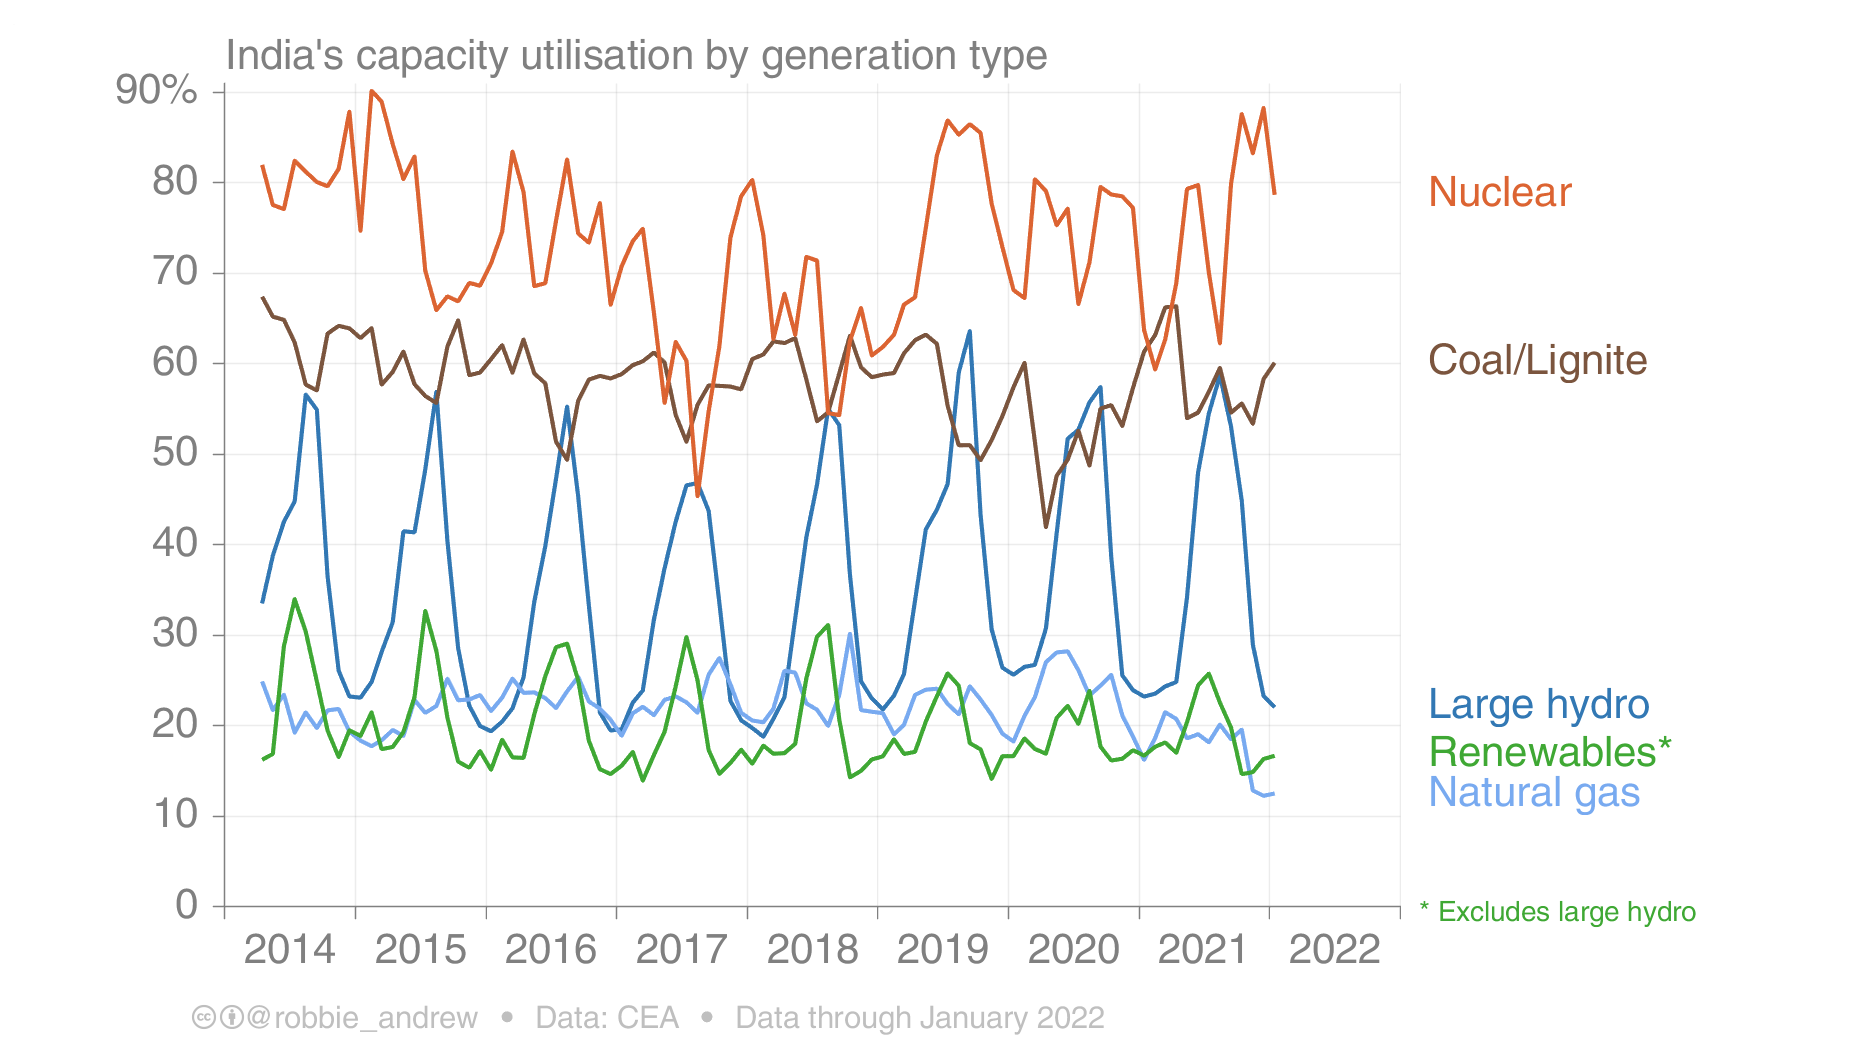 India's capacity utilisation by generation type
90%
80
70
60
50
40
30
20
10
0
2014 2015 2016 2017 2018 2019 2020 2021 2022
Nuclear
Coal/Lignite
Large hydro
Renewables*
Natural gas
* Excludes large hydro
cc @robbie_andrew • Data: CEA • Data through January 2022